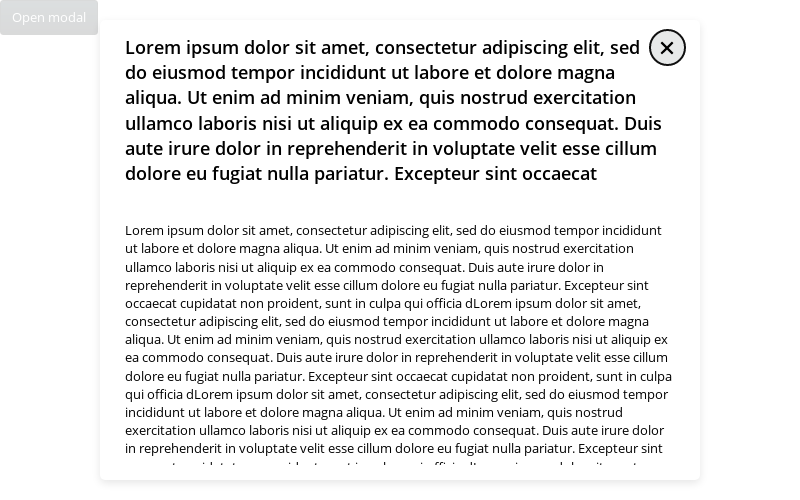 Open modal
Lorem ipsum dolor sit amet, consectetur adipiscing elit, sed
do eiusmod tempor incididunt ut labore et dolore magna
aliqua. Ut enim ad minim veniam, quis nostrud exercitation
ullamco laboris nisi ut aliquip ex ea commodo consequat. Duis
aute irure dolor in reprehenderit in voluptate velit esse cillum
dolore eu fugiat nulla pariatur. Excepteur sint occaecat
Lorem ipsum dolor sit amet, consectetur adipiscing elit, sed do eiusmod tempor incididunt
ut labore et dolore magna aliqua. Ut enim ad minim veniam, quis nostrud exercitation
ullamco laboris nisi ut aliquip ex ea commodo consequat. Duis aute irure dolor in
reprehenderit in voluptate velit esse cillum dolore eu fugiat nulla pariatur. Excepteur sint
occaecat cupidatat non proident, sunt in culpa qui officia dLorem ipsum dolor sit amet,
consectetur adipiscing elit, sed do eiusmod tempor incididunt ut labore et dolore magna
aliqua. Ut enim ad minim veniam, quis nostrud exercitation ullamco laboris nisi ut aliquip ex
ea commodo consequat. Duis aute irure dolor in reprehenderit in voluptate velit esse cillum
dolore eu fugiat nulla pariatur. Excepteur sint occaecat cupidatat non proident, sunt in culpa
qui officia dLorem ipsum dolor sit amet, consectetur adipiscing elit, sed do eiusmod tempor
incididunt ut labore et dolore magna aliqua. Ut enim ad minim veniam, quis nostrud
exercitation ullamco laboris nisi ut aliquip ex ea commodo consequat. Duis aute irure dolor
in reprehenderit in voluptate velit esse cillum dolore eu fugiat nulla pariatur. Excepteur sint